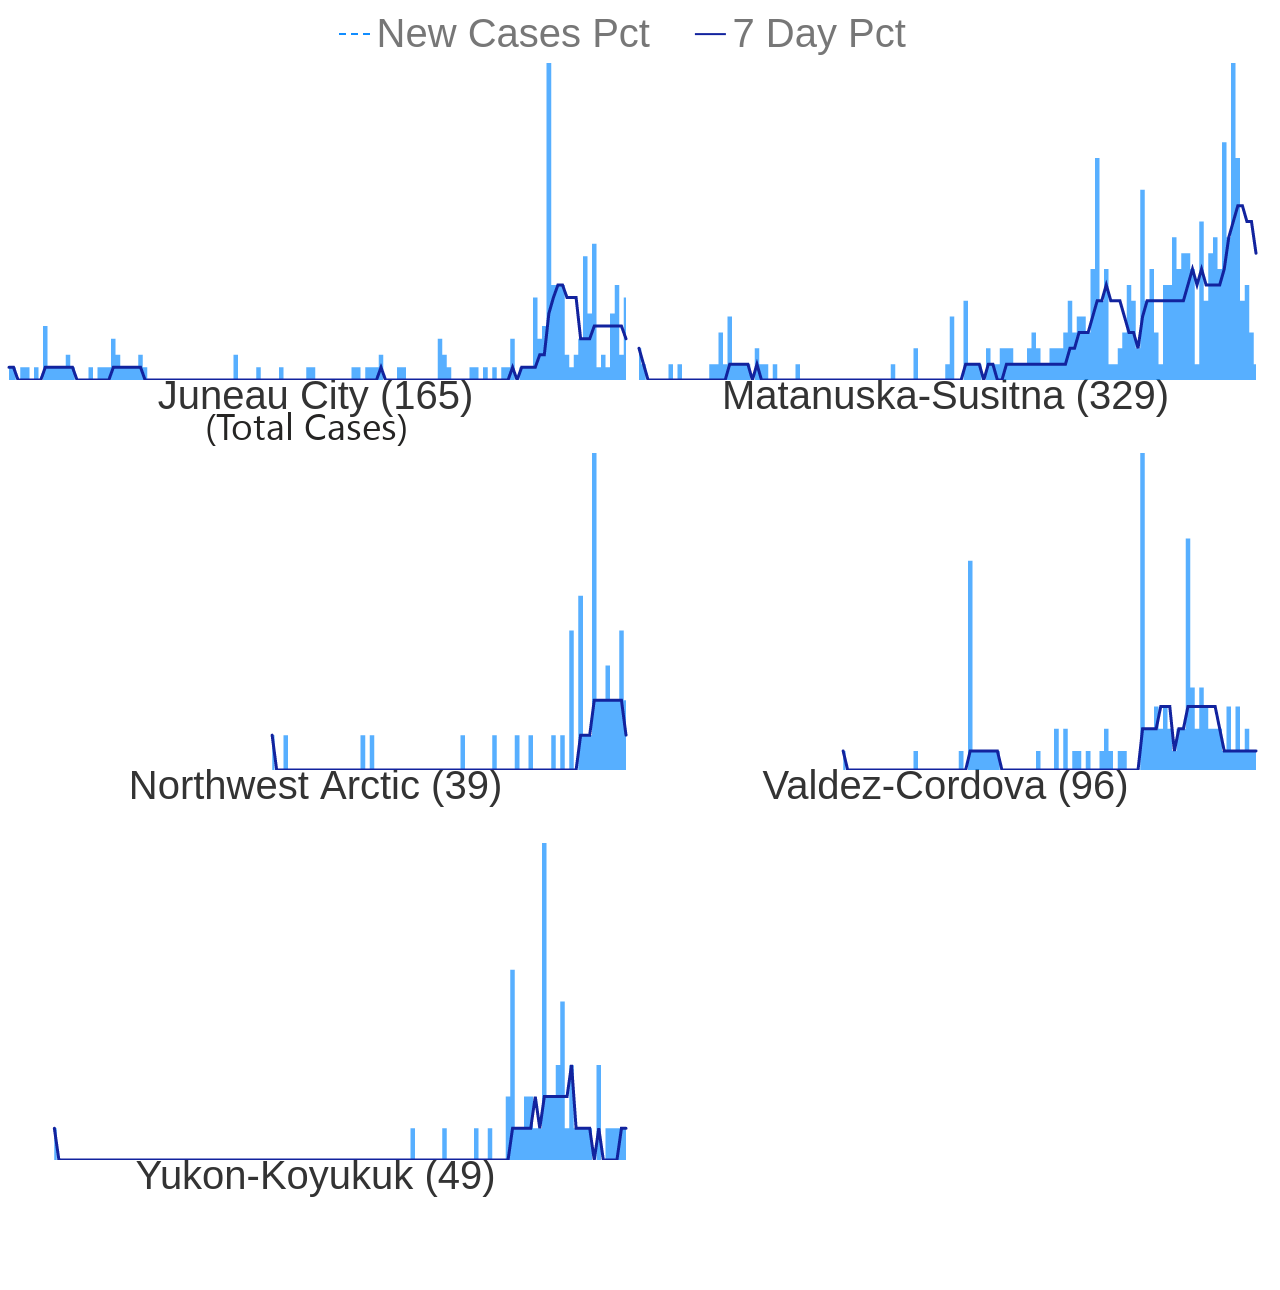 New Cases Pct 7 Day Pct
Juneau City (165)
(Total Cases)
Matanuska-Susitna (329)
Northwest Arctic (39)
Valdez-Cordova (96)
Yukon-Koyukuk (49)